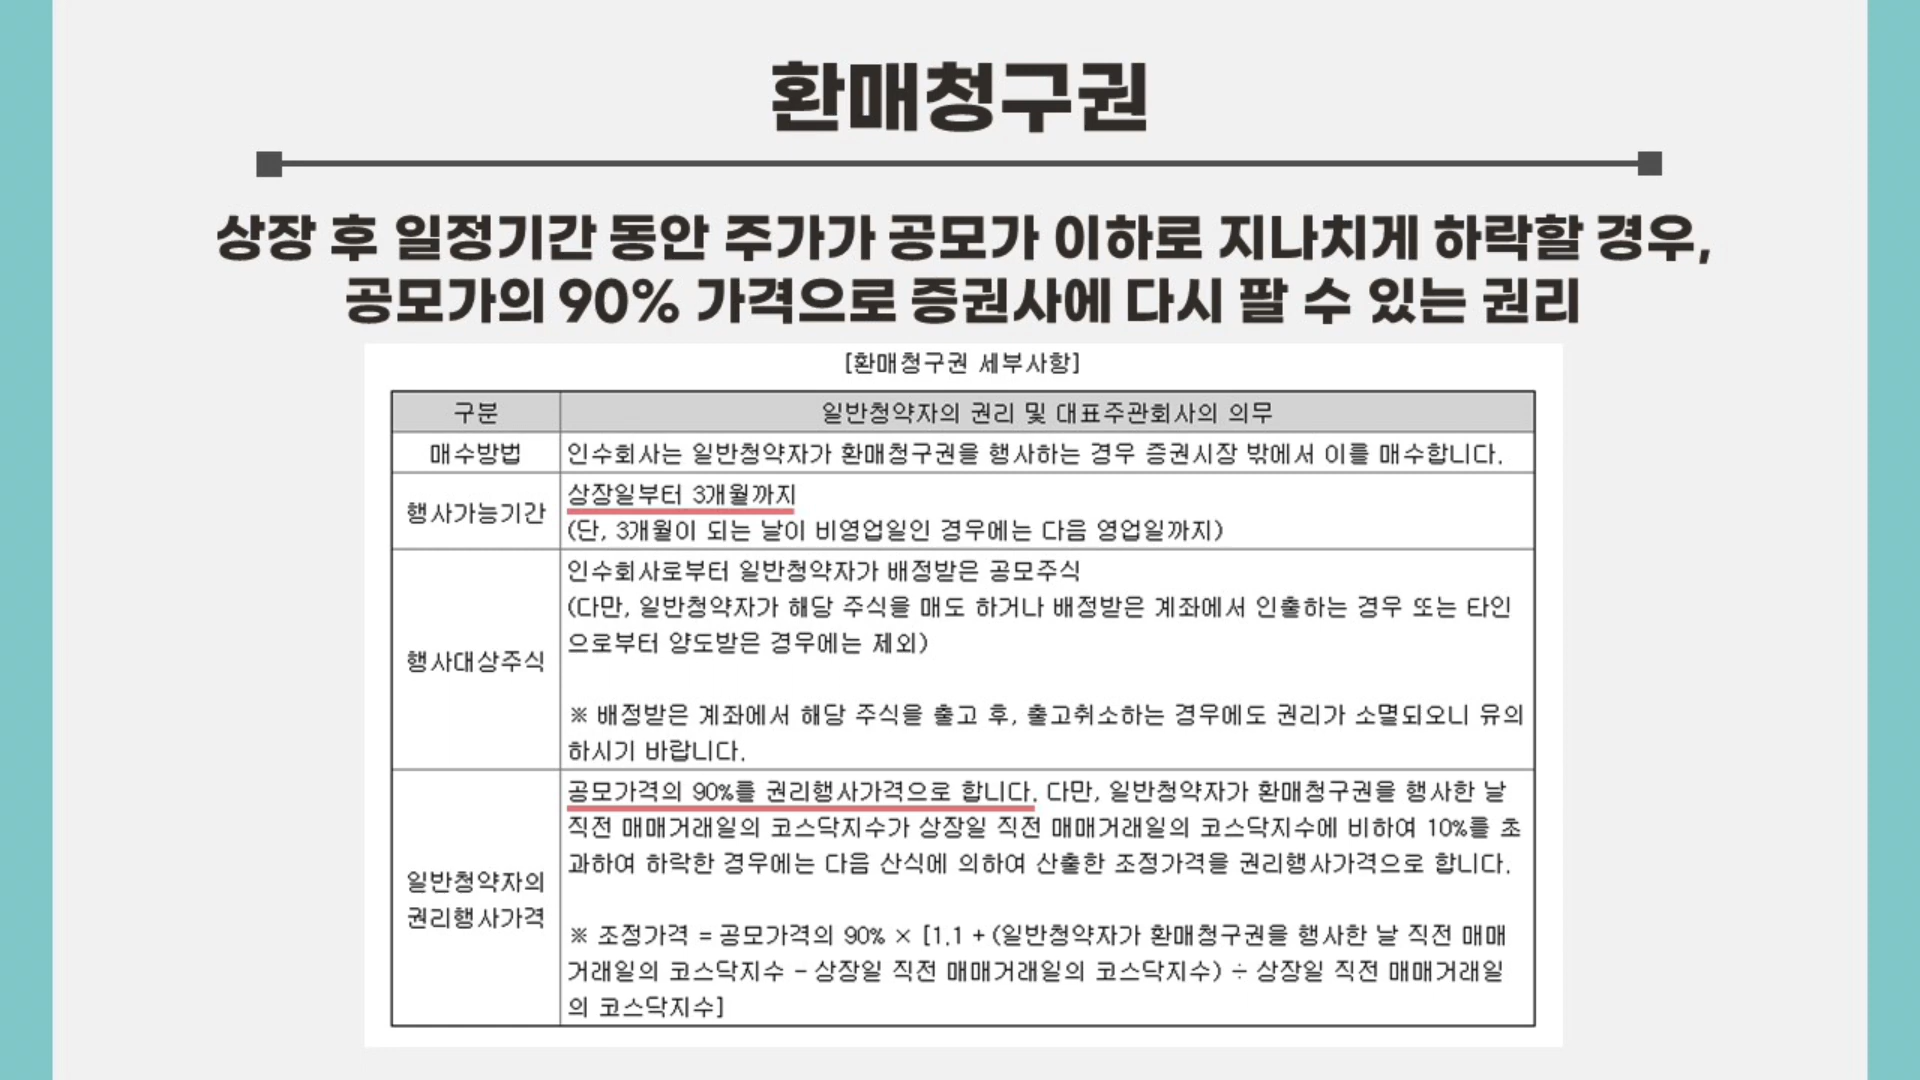 환매청구권
상장 후 일정기간 동안 주가가 공모가 이하로 지나치게 하락할 경우,
공모가의 90% 가격으로 증권사에 다시 팔 수 있는 권리
[환매청구권 세부사항]
구분
일반청약자의 권리 및 대표주관회사의 의무
매수방법
인수회사는 일반청약자가 환매청구권을 행사하는 경우 증권시장 밖에서 이를 매수합니다.
행사가능기간
상장일부터 3개월까지
(단, 3개월이 되는 날이 비영업일인 경우에는 다음 영업일까지)
행사대상주식
인수회사로부터 일반청약자가 배정받은 공모주식
(다만, 일반청약자가 해당 주식을 매도 하거나 배정받은 계좌에서 인출하는 경우 또는 타인
으로부터 양도받은 경우에는 제외)
※ 배정받은 계좌에서 해당 주식을 출고 후, 출고취소하는 경우에도 권리가 소멸되오니 유의
하시기 바랍니다.
일반청약자의
권리행사가격
공모가격의 90%를 권리행사가격으로 합니다. 다만, 일반청약자가 환매청구권을 행사한 날
직전 매매거래일의 코스닥지수가 상장일 직전 매매거래일의 코스닥지수에 비하여 10%를 초
과하여 하락한 경우에는 다음 산식에 의하여 산출한 조정가격을 권리행사가격으로 합니다.
※ 조정가격 = 공모가격의 90% × [1.1 + (일반청약자가 환매청구권을 행사한 날 직전 매매
거래일의 코스닥지수 - 상장일 직전 매매거래일의 코스닥지수) ÷ 상장일 직전 매매거래일
의 코스닥지수]